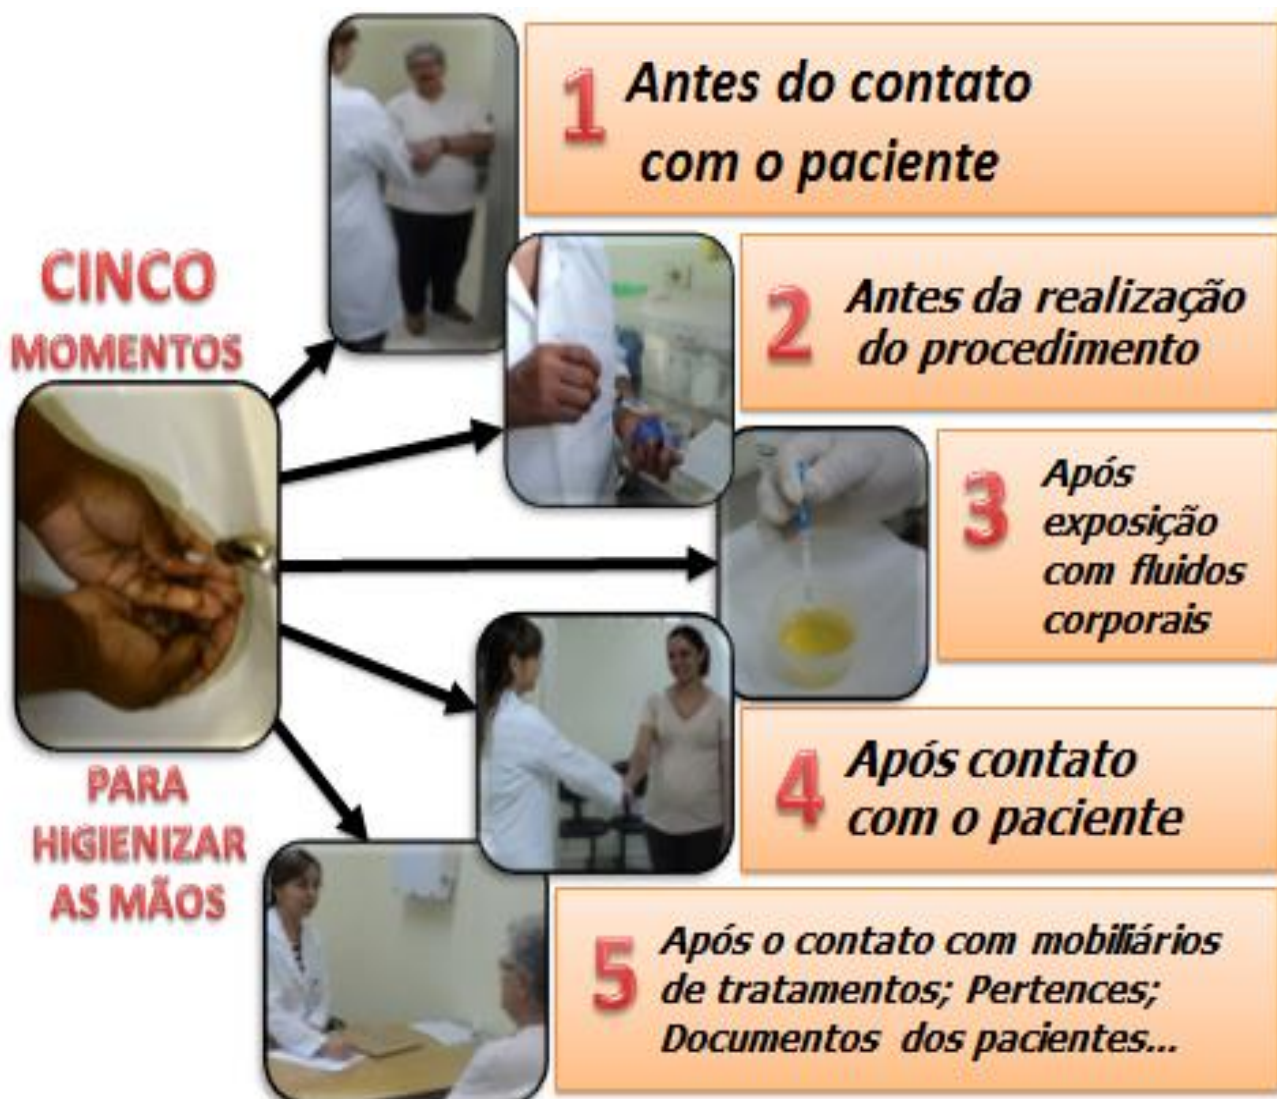 CINCO
MOMENTOS
PARA
HIGIENIZAR
AS MÃOS
1 Antes do contato
com o paciente
2 Antes da realização
do procedimento
3 Após
exposição
com fluidos
corporais
4 Após contato
com o paciente
5 Após o contato com mobiliários
de tratamentos; Pertences;
Documentos dos pacientes...